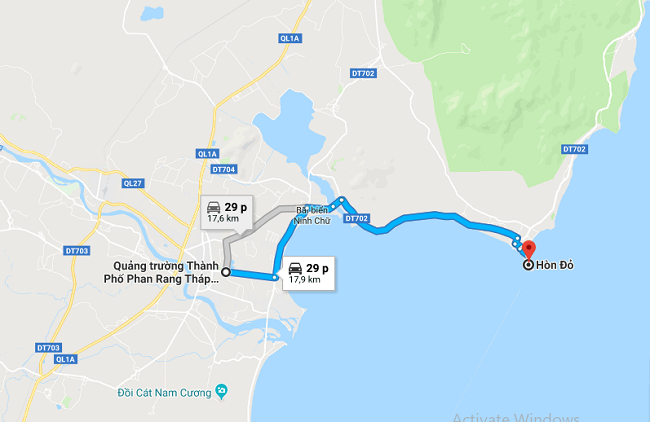 QL1A
DT702
DT702
QL1A
DT704
QL27
29 p
17,6 km
Bãi biển
Ninh Chữ
DT702
DT703
Quảng trường Thành
Phố Phan Rang Tháp...
29 p
17,9 km
Hòn Đỏ
DT703
QL1A
Đồi Cát Nam Cương
Activate Windows